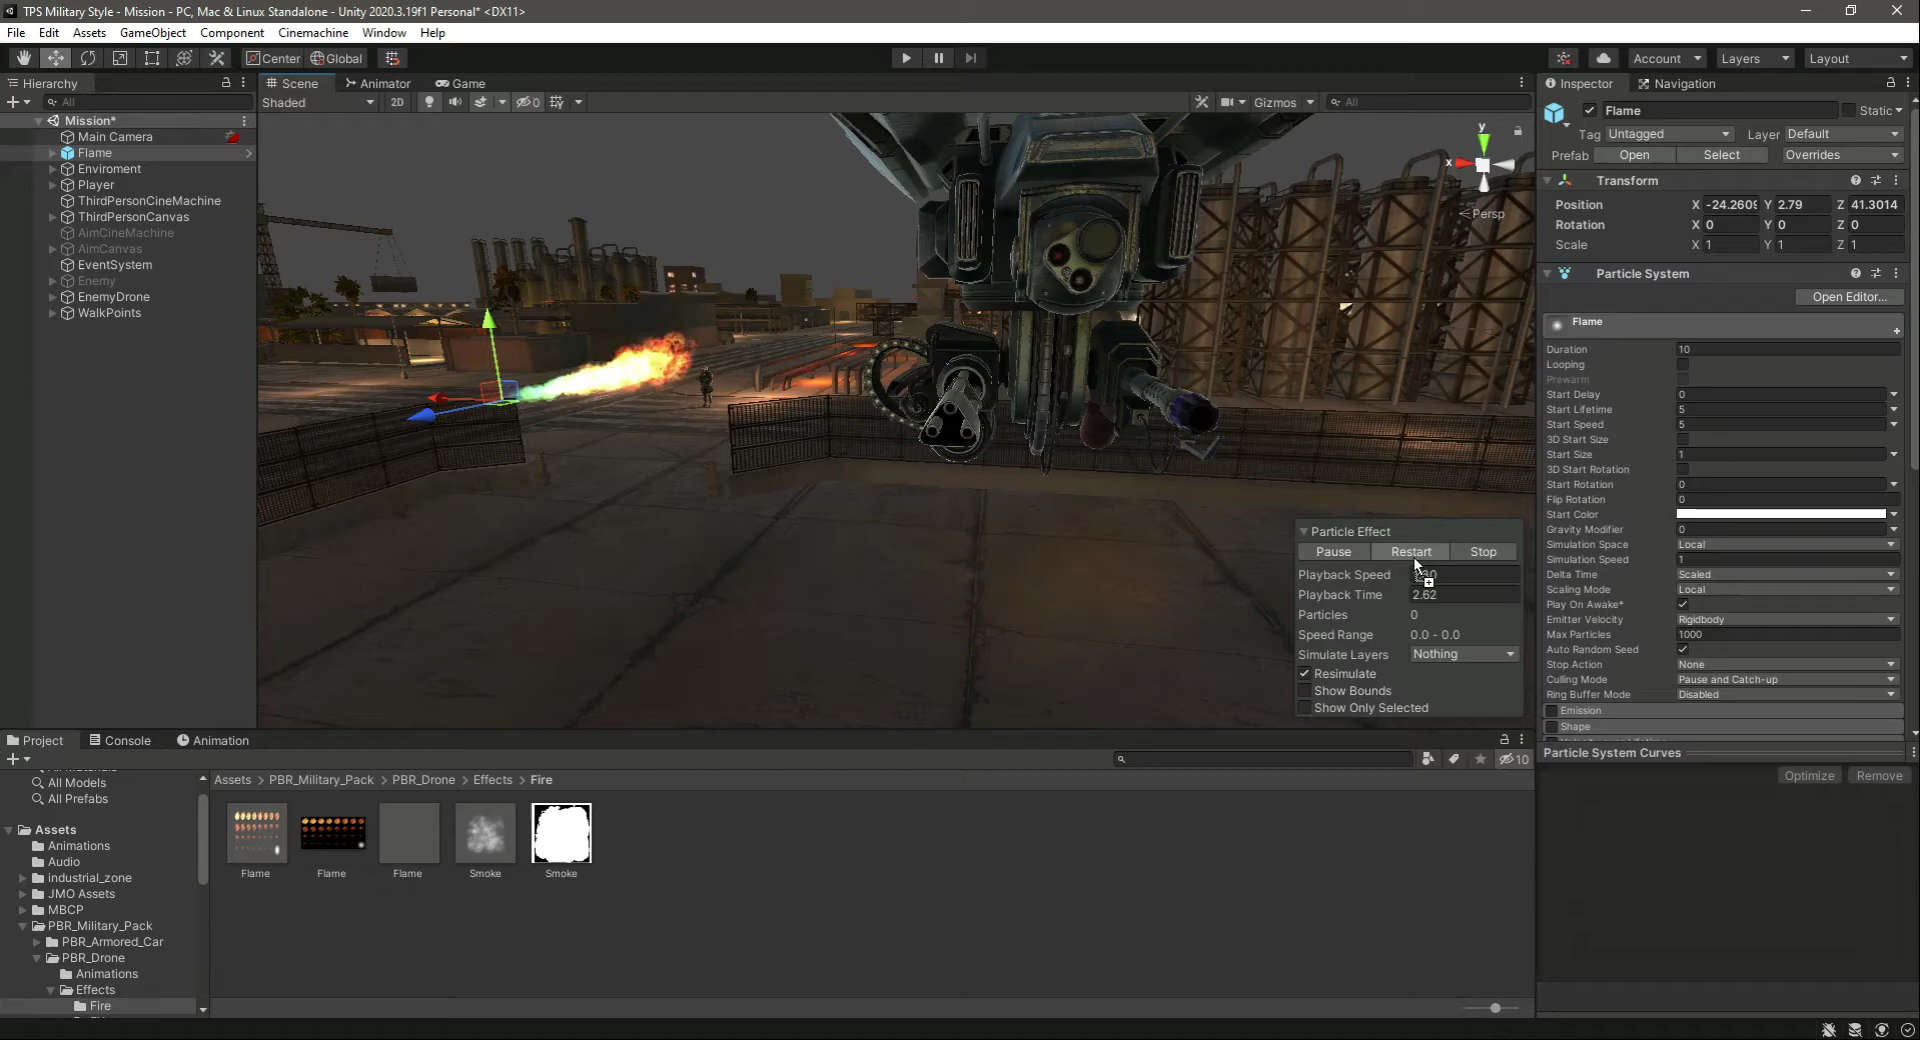 TPS Military Style - Mission - PC, Mac & Linux Standalone - Unity 2020.3.19f1 Personal* <DX11>
File Edit Assets GameObject Component Cinemachine Window Help
Center Global Account Layers Layout
Hierarchy
All
Mission*
Main Camera
Flame
Enviroment
Player
ThirdPersonCineMachine
ThirdPersonCanvas
AimCineMachine
AimCanvas
EventSystem
Enemy
EnemyDrone
WalkPoints
Scene Animator Game
Shaded 2D 0 Gizmos All
y
x
Persp
Particle Effect
Pause Restart Stop
Playback Speed
Playback Time 2.62
Particles 0
Speed Range 0.0 - 0.0
Simulate Layers Nothing
Resimulate
Show Bounds
Show Only Selected
Inspector Navigation
Flame Static
Tag Untagged Layer Default
Prefab Open Select Overrides
Transform
Position X -24.2609 Y 2.79 Z 41.3014
Rotation X 0 Y 0 Z 0
Scale X 1 Y 1 Z 1
Particle System
Open Editor...
Flame
Duration 10
Looping
Prewarm
Start Delay 0
Start Lifetime 5
Start Speed 5
3D Start Size
Start Size 1
3D Start Rotation
Start Rotation 0
Flip Rotation 0
Start Color
Gravity Modifier 0
Simulation Space Local
Simulation Speed 1
Delta Time Scaled
Scaling Mode Local
Play On Awake*
Emitter Velocity Rigidbody
Max Particles 1000
Auto Random Seed
Stop Action None
Culling Mode Pause and Catch-up
Ring Buffer Mode Disabled
Emission
Shape
Particle System Curves
Optimize Remove
Project Console Animation
10
All Models
All Prefabs
Assets
Animations
Audio
industrial_zone
JMO Assets
MBCP
PBR_Military_Pack
PBR_Armored_Car
PBR_Drone
Animations
Effects
Fire
Assets > PBR_Military_Pack > PBR_Drone > Effects > Fire
Flame Flame Flame Smoke Smoke